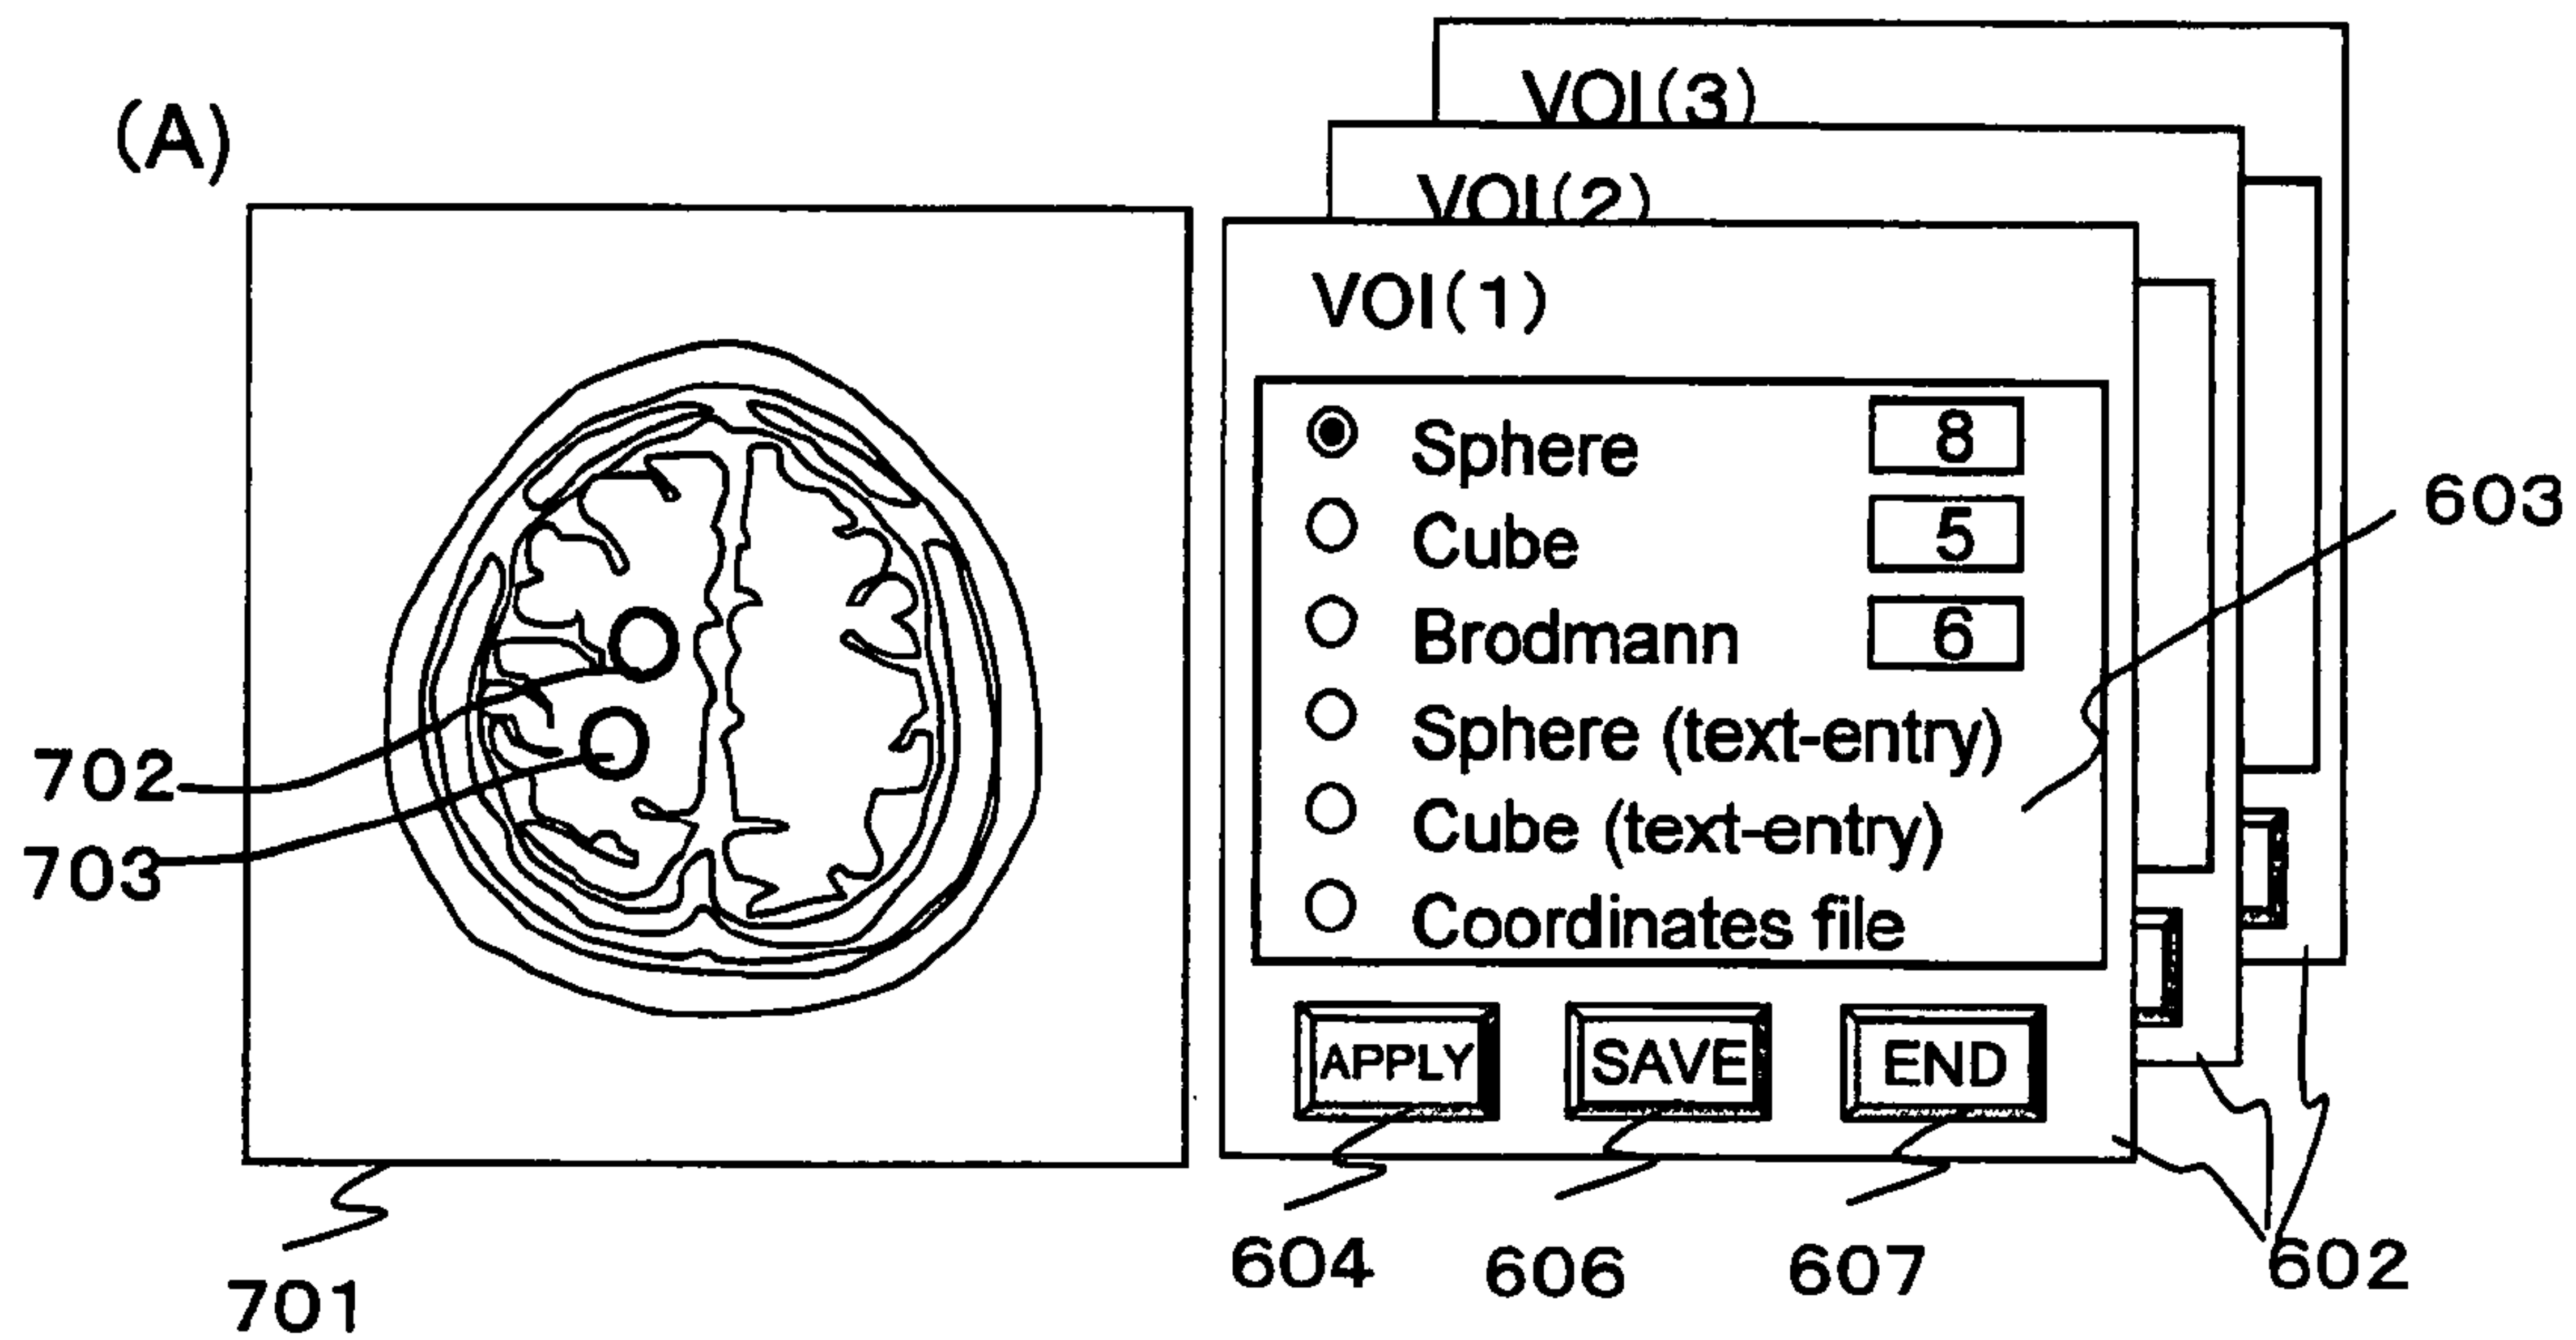 (A)
VOI(3)
VOI(2)
VOI(1)
Sphere 8
Cube 5
Brodmann 6
Sphere (text-entry)
Cube (text-entry)
Coordinates file
APPLY SAVE END
603
702
703
701
604
606
607
602